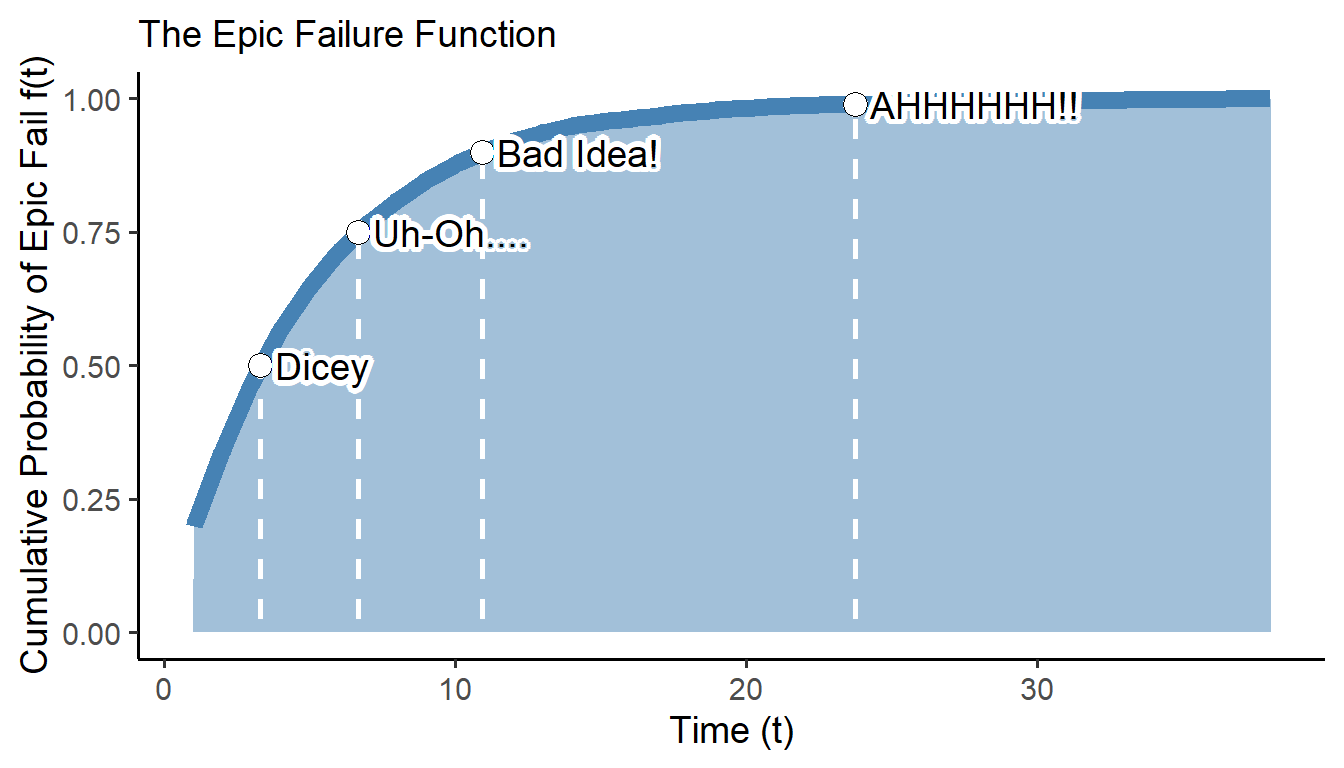 The Epic Failure Function
Cumulative Probability of Epic Fail f(t)
1.00
0.75
0.50
0.25
0.00
AHHHHHH!!
Bad Idea!
Uh-Oh....
Dicey
0
10
20
30
Time (t)